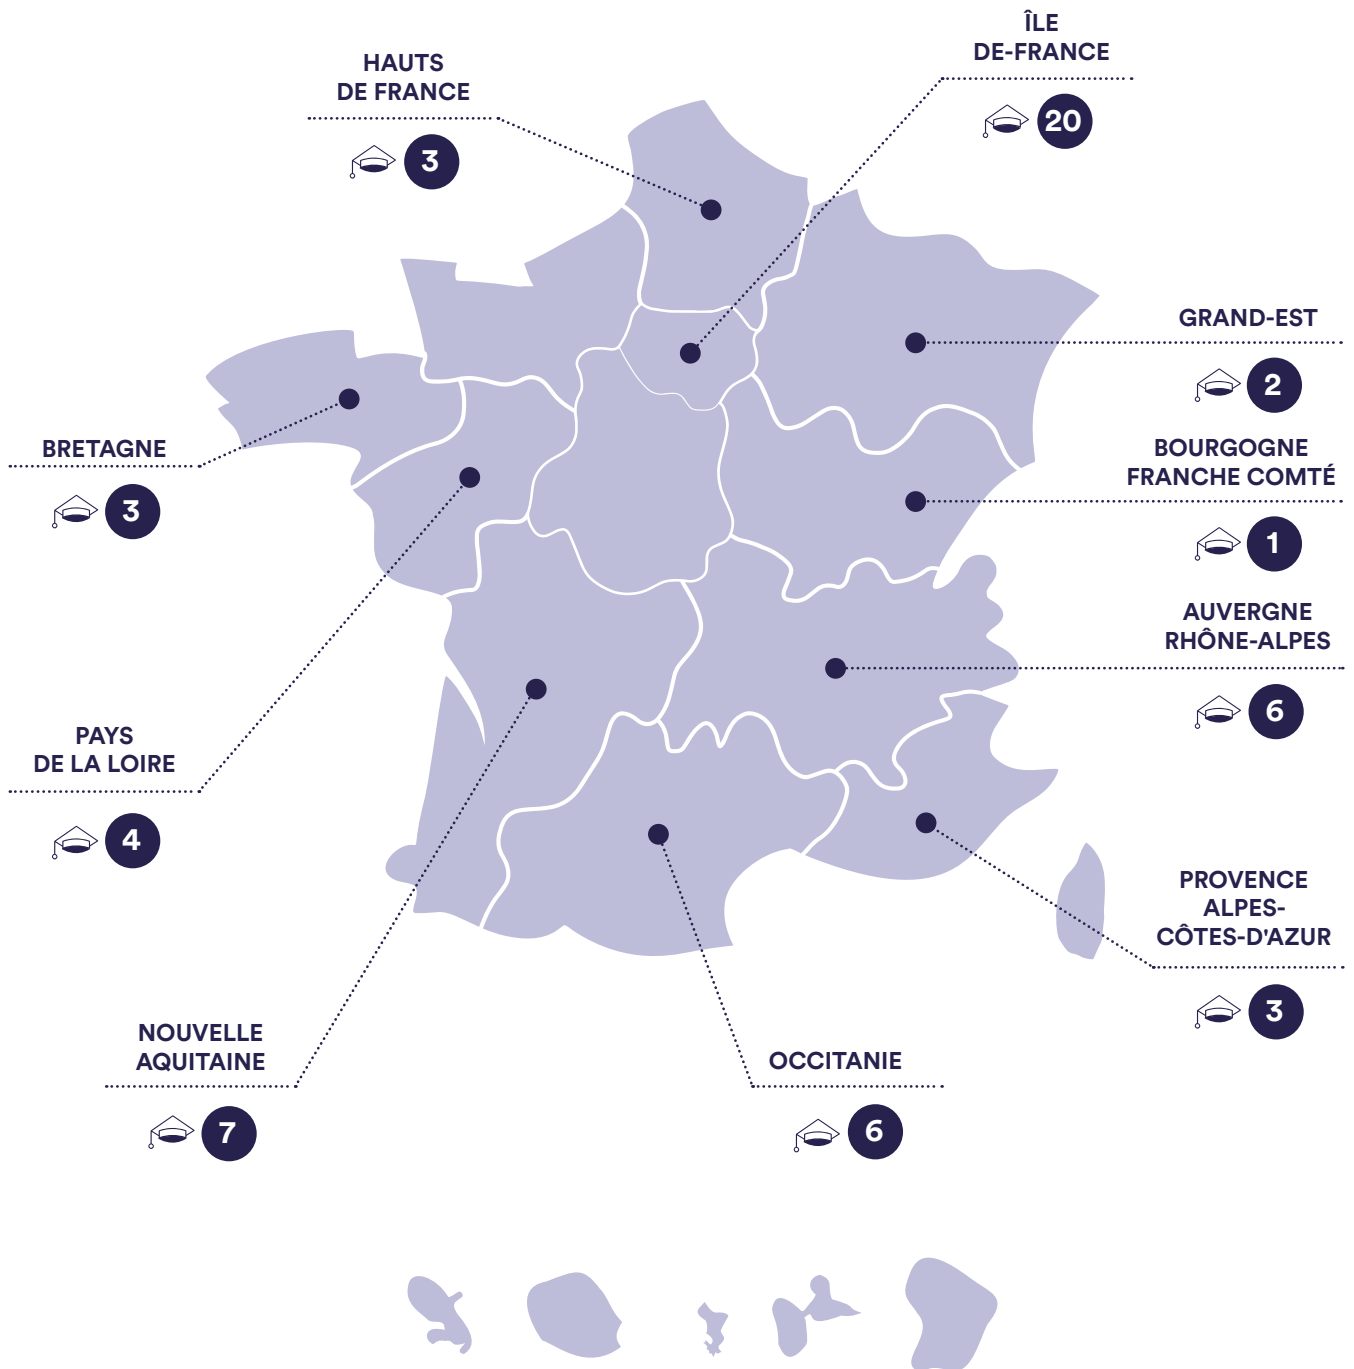 ÎLE
DE-FRANCE
20
HAUTS
DE FRANCE
3
GRAND-EST
2
BRETAGNE
3
BOURGOGNE
FRANCHE COMTÉ
1
AUVERGNE
RHÔNE-ALPES
6
PAYS
DE LA LOIRE
4
PROVENCE
ALPES-
CÔTES-D'AZUR
3
NOUVELLE
AQUITAINE
7
OCCITANIE
6